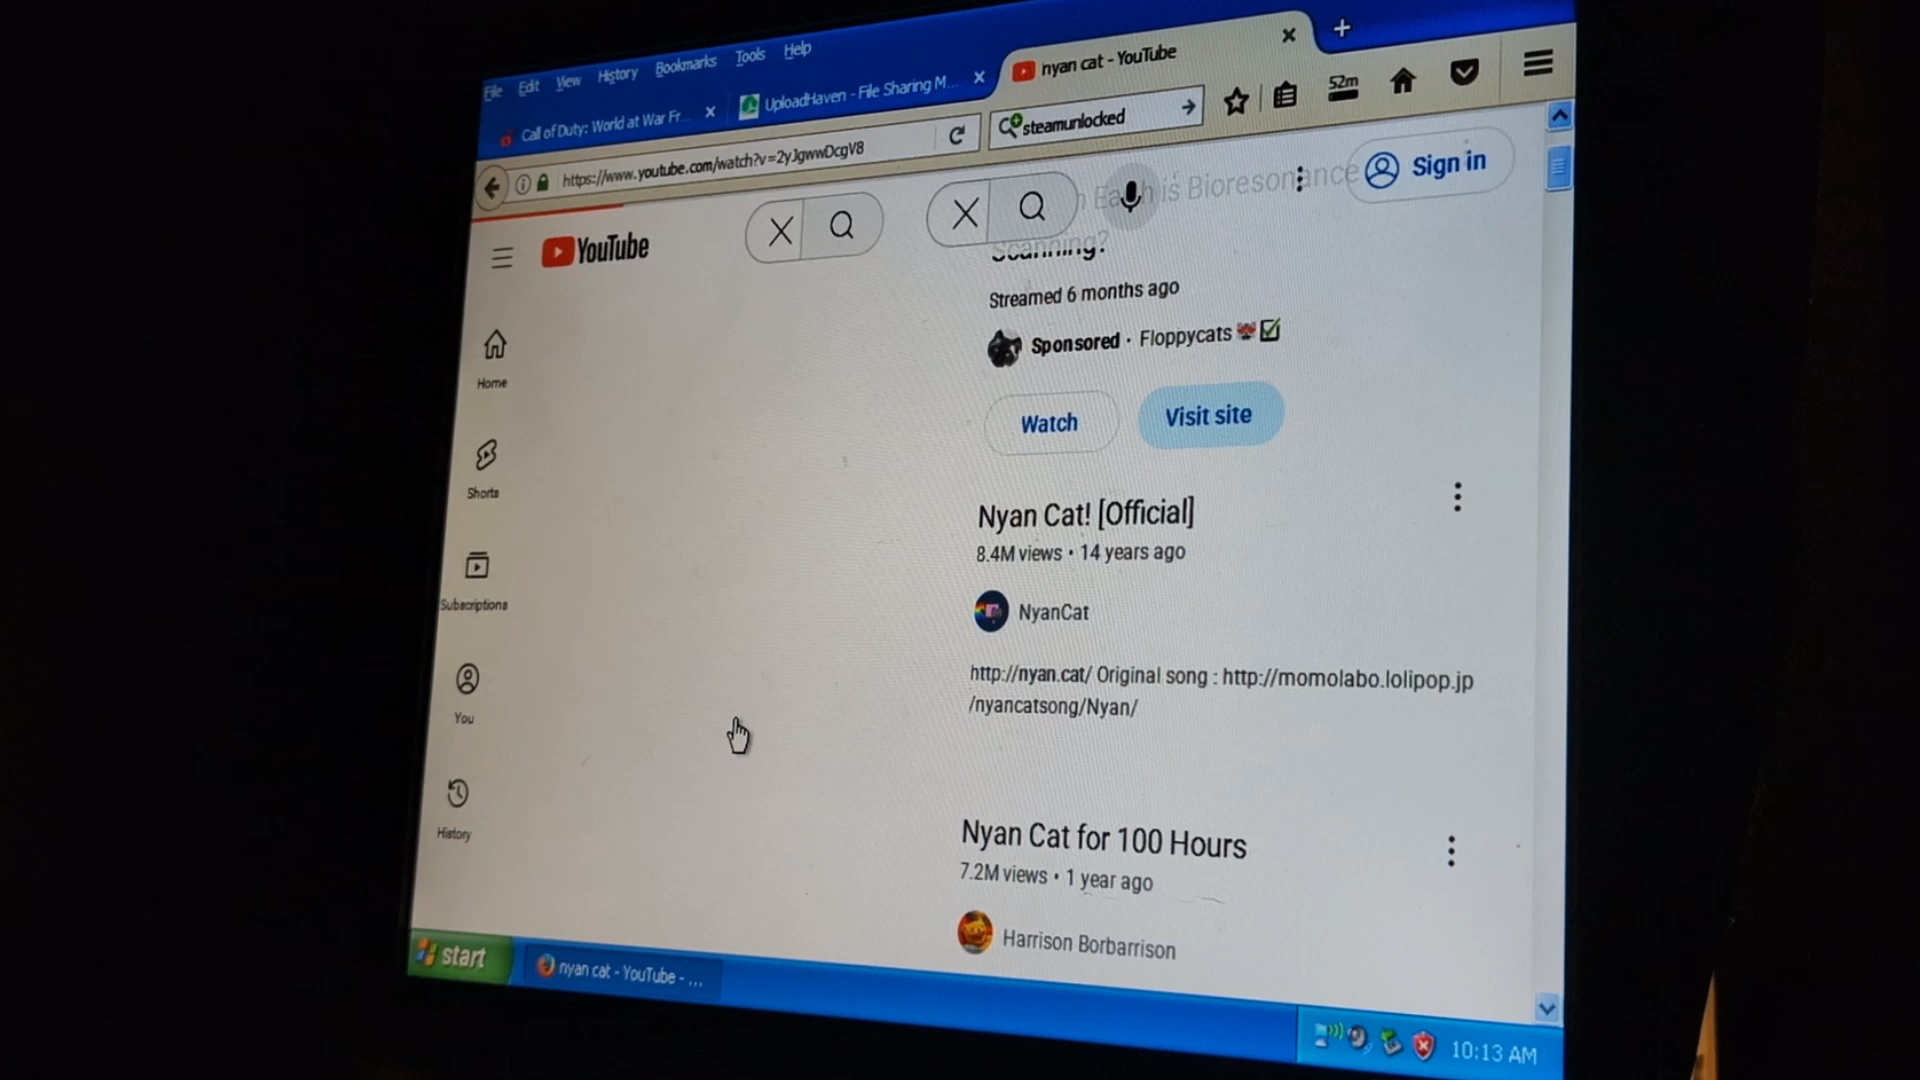 File Edit View History Bookmarks Tools Help
Call of Duty: World at War Fr...
UploadHaven - File Sharing M...
nyan cat - YouTube
https://www.youtube.com/watch?v=2yJgwwDcgV8
steamunlocked
52m
YouTube
is Bioresonance
Scanning?
Sign in
Streamed 6 months ago
Sponsored · Floppycats
Watch
Visit site
Home
Shorts
Subscriptions
You
History
Nyan Cat! [Official]
8.4M views • 14 years ago
NyanCat
http://nyan.cat/ Original song : http://momolabo.lolipop.jp
/nyancatsong/Nyan/
Nyan Cat for 100 Hours
7.2M views • 1 year ago
Harrison Borbarrison
start
nyan cat - YouTube - ...
10:13 AM